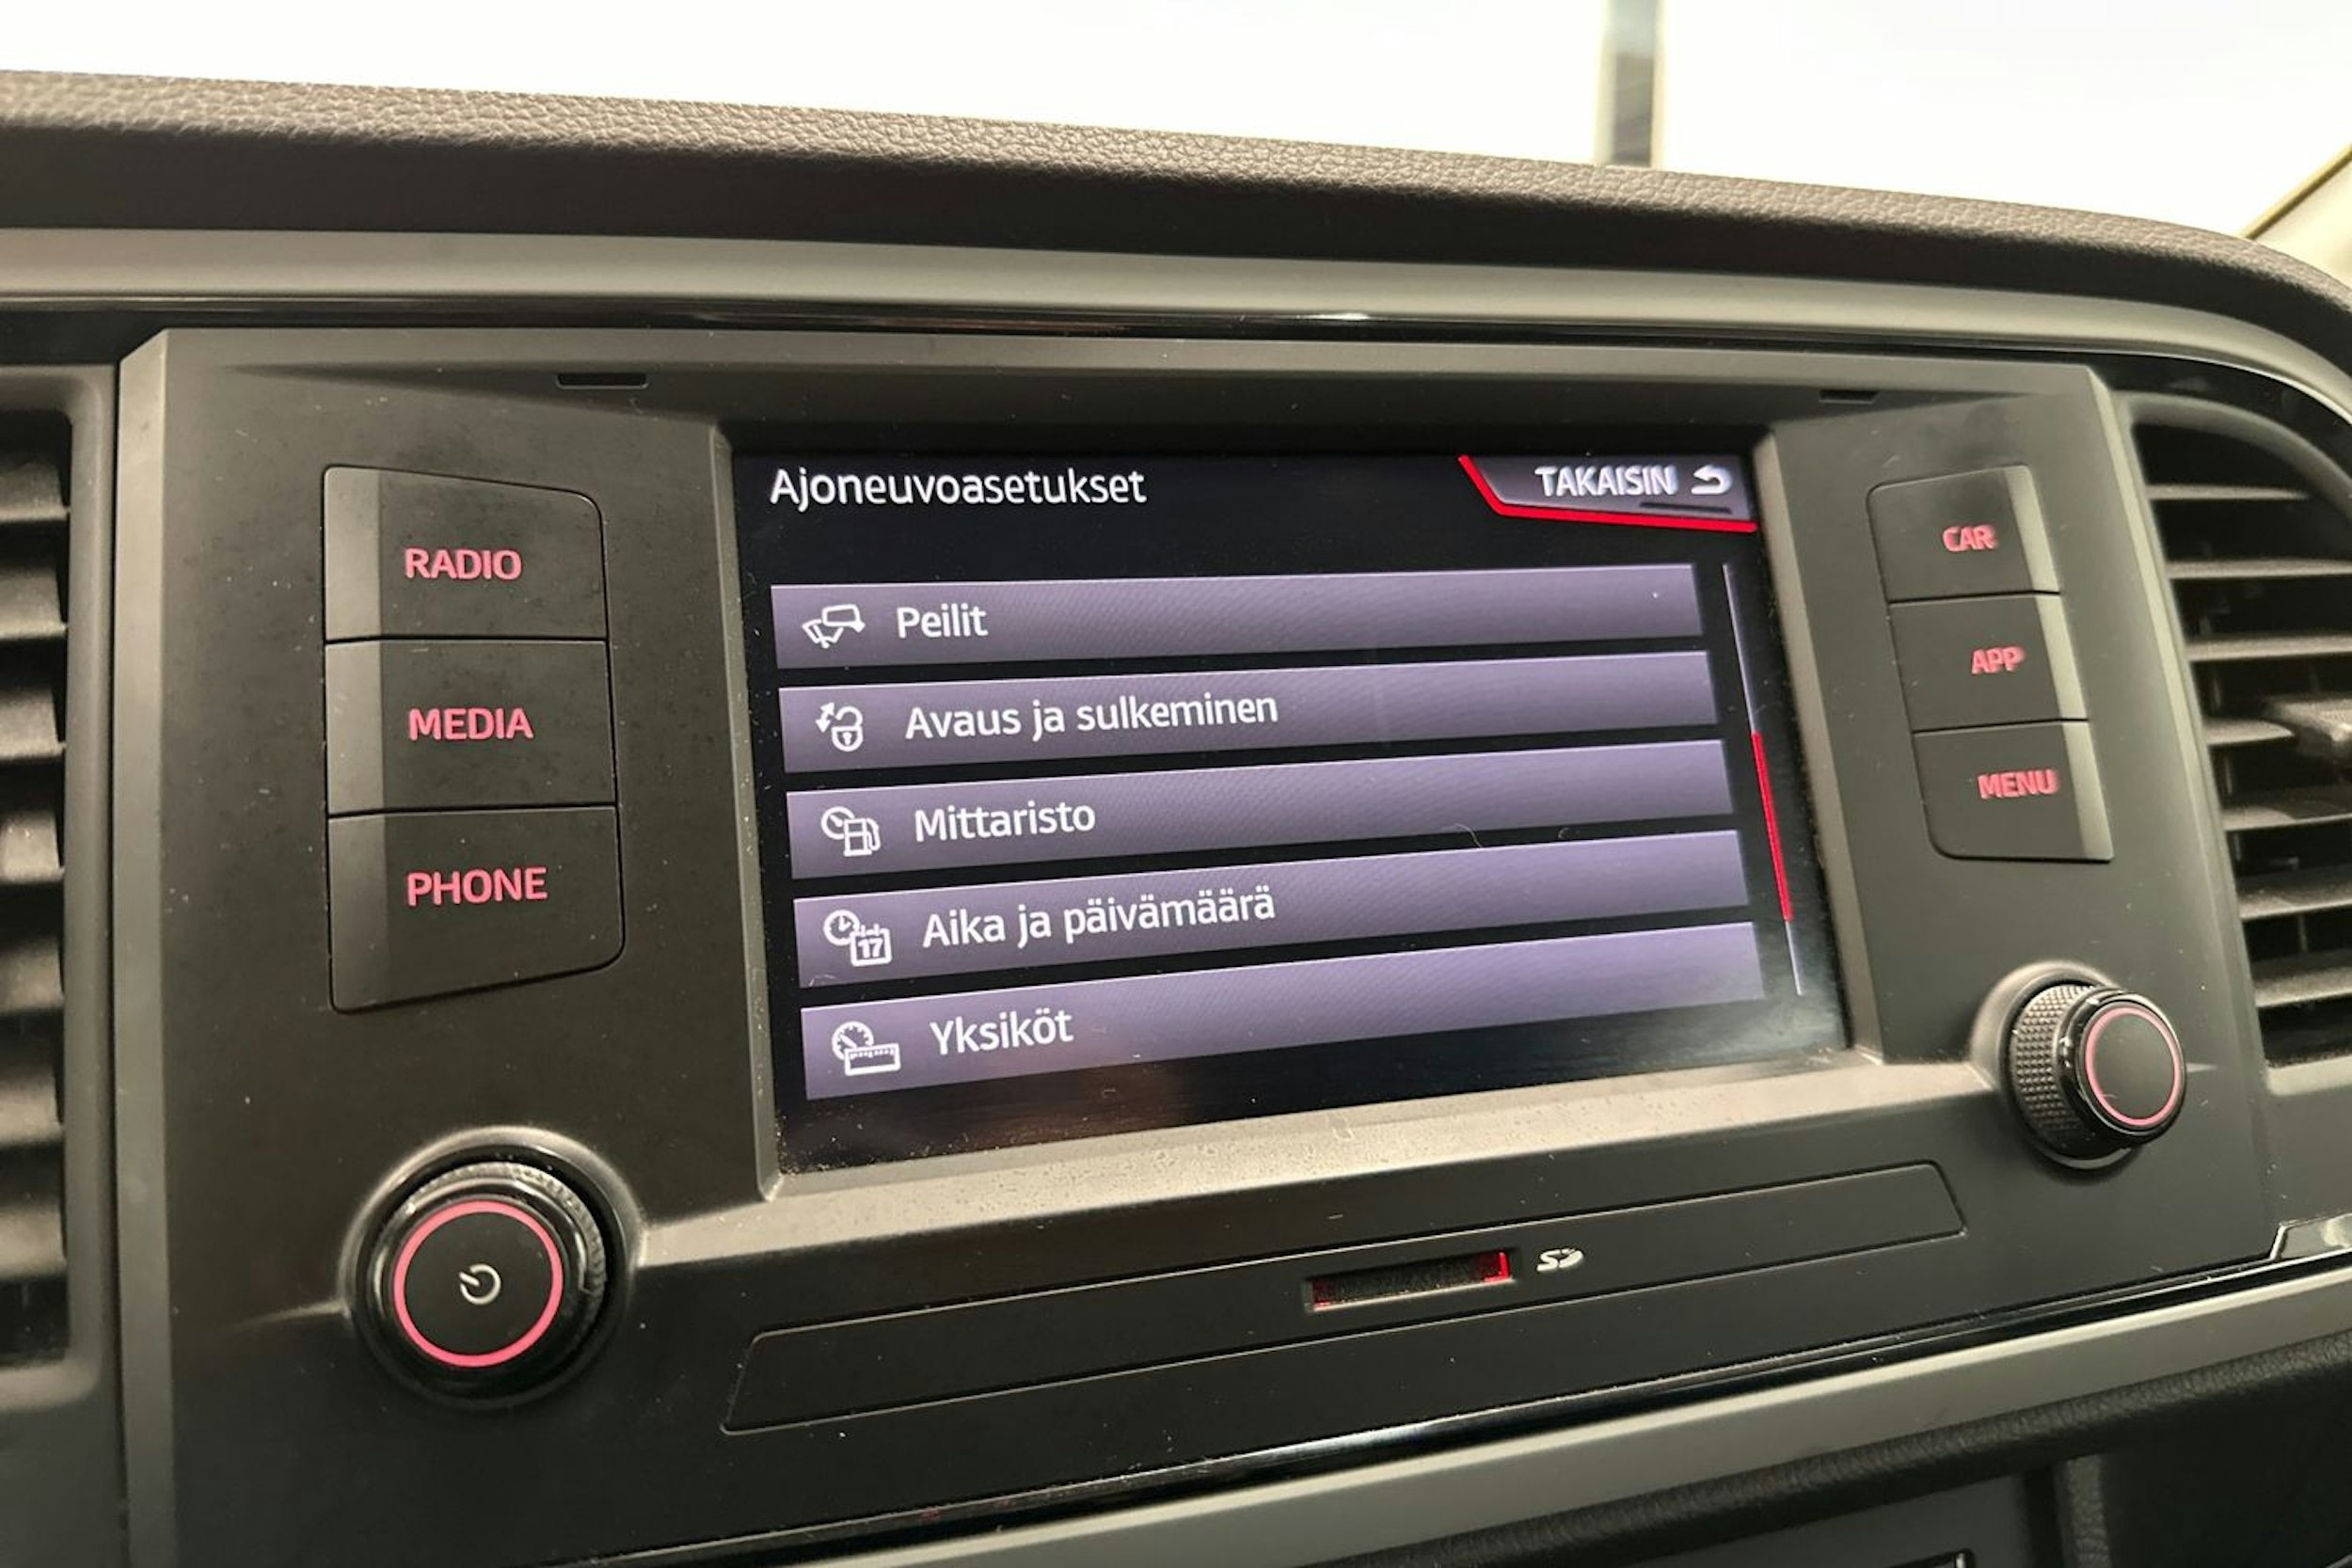 RADIO
MEDIA
PHONE
Ajoneuvoasetukset
TAKAISIN
Peilit
Avaus ja sulkeminen
Mittaristo
Aika ja päivämäärä
17
Yksiköt
CAR
APP
MENU
SD